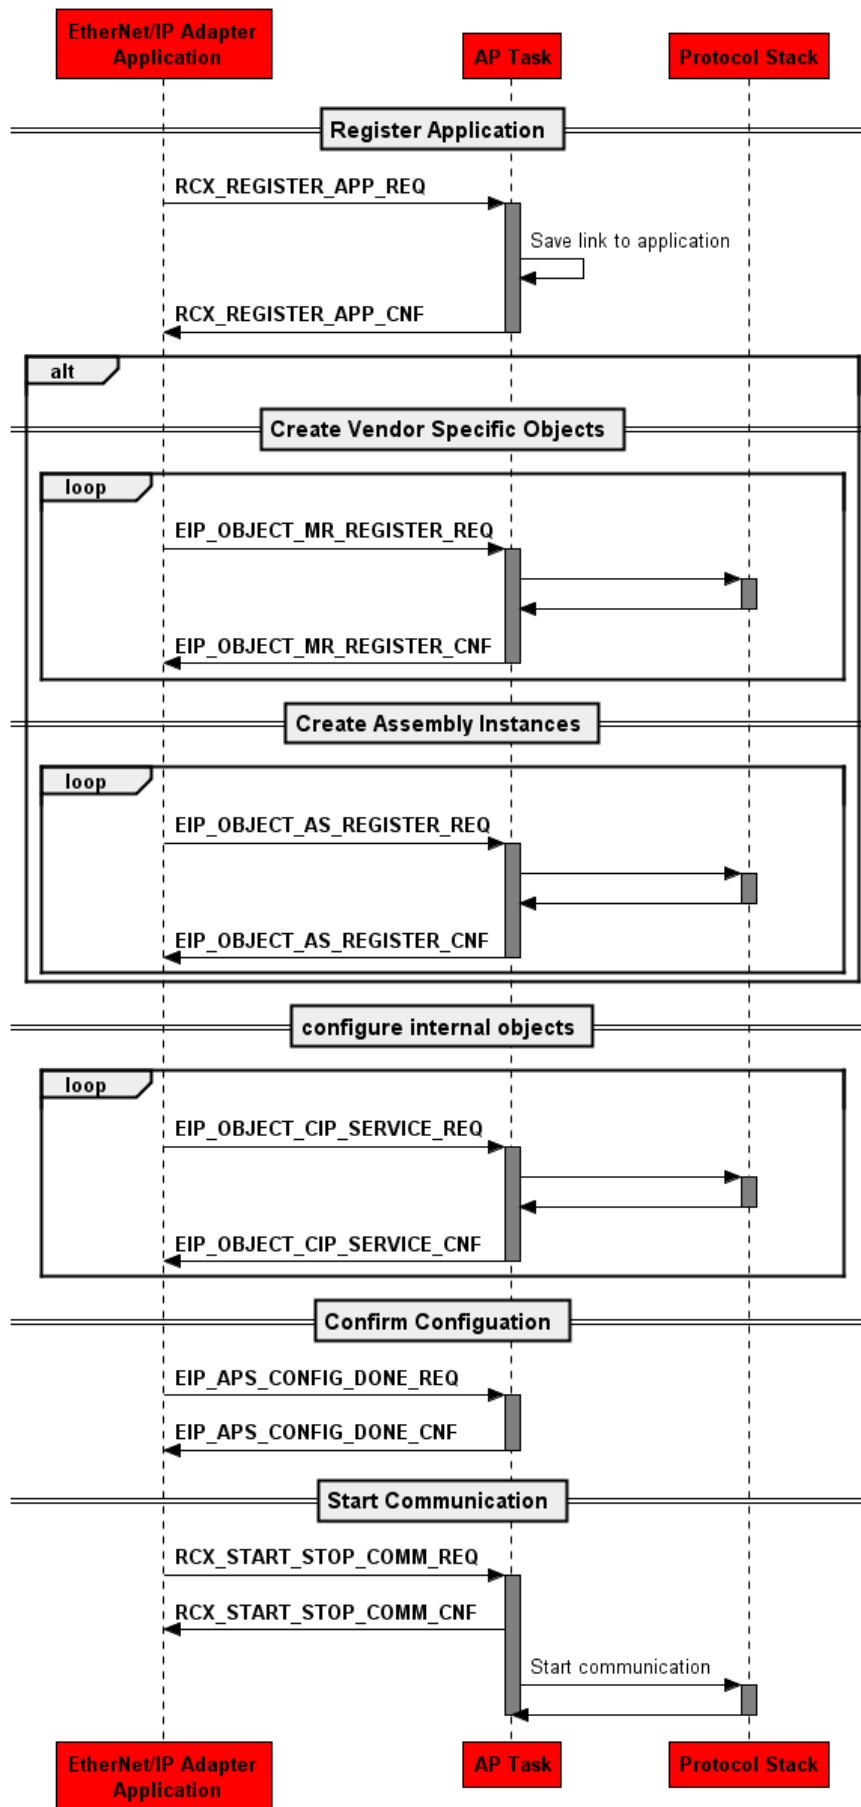 EtherNet/IP Adapter
Application
AP Task
Protocol Stack
Register Application
RCX_REGISTER_APP_REQ
Save link to application
RCX_REGISTER_APP_CNF
alt
Create Vendor Specific Objects
loop
EIP_OBJECT_MR_REGISTER_REQ
EIP_OBJECT_MR_REGISTER_CNF
Create Assembly Instances
loop
EIP_OBJECT_AS_REGISTER_REQ
EIP_OBJECT_AS_REGISTER_CNF
configure internal objects
loop
EIP_OBJECT_CIP_SERVICE_REQ
EIP_OBJECT_CIP_SERVICE_CNF
Confirm Configuation
EIP_APS_CONFIG_DONE_REQ
EIP_APS_CONFIG_DONE_CNF
Start Communication
RCX_START_STOP_COMM_REQ
RCX_START_STOP_COMM_CNF
Start communication
EtherNet/IP Adapter
Application
AP Task
Protocol Stack